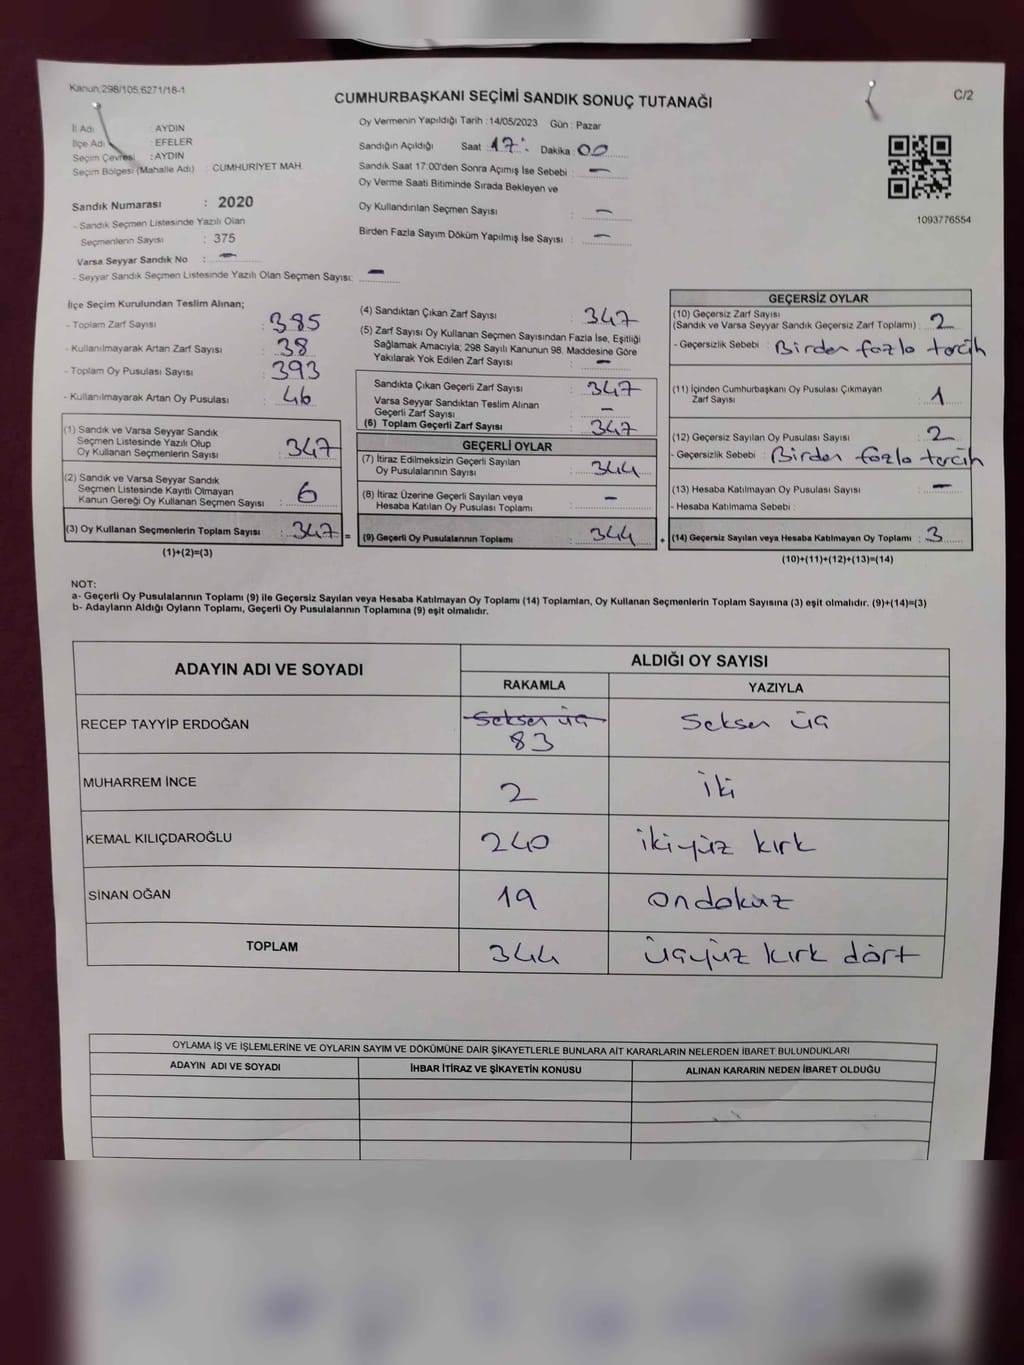 Kanun:298/105,6271/18-1
CUMHURBAŞKANI SEÇİMİ SANDIK SONUÇ TUTANAĞI
C/2
İl Adı : AYDIN
İlçe Adı : EFELER
Seçim Çevresi : AYDIN
Seçim Bölgesi (Mahalle Adı) : CUMHURİYET MAH.
Sandık Numarası : 2020
- Sandık Seçmen Listesinde Yazılı Olan
Seçmenlerin Sayısı : 375
Varsa Seyyar Sandık No : -
- Seyyar Sandık Seçmen Listesinde Yazılı Olan Seçmen Sayısı: -
Oy Vermenin Yapıldığı Tarih : 14/05/2023 Gün : Pazar
Sandığın Açıldığı Saat 17: Dakika 00
Sandık Saat 17:00'den Sonra Açımış İse Sebebi : -
Oy Verme Saati Bitiminde Sırada Bekleyen ve
Oy Kullandırılan Seçmen Sayısı : -
Birden Fazla Sayım Döküm Yapılmış İse Sayısı : -
1093776554
İlçe Seçim Kurulundan Teslim Alınan;
- Toplam Zarf Sayısı : 385
- Kullanılmayarak Artan Zarf Sayısı : 38
- Toplam Oy Pusulası Sayısı : 393
- Kullanılmayarak Artan Oy Pusulası : 46
(1) Sandık ve Varsa Seyyar Sandık
Seçmen Listesinde Yazılı Olup
Oy Kullanan Seçmenlerin Sayısı : 347
(2) Sandık ve Varsa Seyyar Sandık
Seçmen Listesinde Kayıtlı Olmayan
Kanun Gereği Oy Kullanan Seçmen Sayısı : 6
(3) Oy Kullanan Seçmenlerin Toplam Sayısı : 347 =
(1)+(2)=(3)
(4) Sandıktan Çıkan Zarf Sayısı : 347
(5) Zarf Sayısı Oy Kullanan Seçmen Sayısından Fazla İse, Eşitliği
Sağlamak Amacıyla; 298 Sayılı Kanunun 98. Maddesine Göre
Yakılarak Yok Edilen Zarf Sayısı : -
Sandıkta Çıkan Geçerli Zarf Sayısı : 347
Varsa Seyyar Sandıktan Teslim Alınan
Geçerli Zarf Sayısı : -
(6) Toplam Geçerli Zarf Sayısı : 347
GEÇERLİ OYLAR
(7) İtiraz Edilmeksizin Geçerli Sayılan
Oy Pusulalarının Sayısı : 344
(8) İtiraz Üzerine Geçerli Sayılan veya
Hesaba Katılan Oy Pusulası Toplamı : -
(9) Geçerli Oy Pusulalarının Toplamı : 344 +
GEÇERSİZ OYLAR
(10) Geçersiz Zarf Sayısı
(Sandık ve Varsa Seyyar Sandık Geçersiz Zarf Toplamı) : 2
- Geçersizlik Sebebi : Birden fazla tercih
(11) İçinden Cumhurbaşkanı Oy Pusulası Çıkmayan
Zarf Sayısı : 1
(12) Geçersiz Sayılan Oy Pusulası Sayısı : 2
- Geçersizlik Sebebi : Birden fazla tercih
(13) Hesaba Katılmayan Oy Pusulası Sayısı : -
- Hesaba Katılmama Sebebi :
(14) Geçersiz Sayılan veya Hesaba Katılmayan Oy Toplamı : 3
(10)+(11)+(12)+(13)=(14)
NOT:
a- Geçerli Oy Pusulalarının Toplamı (9) ile Geçersiz Sayılan veya Hesaba Katılmayan Oy Toplamı (14) Toplamları, Oy Kullanan Seçmenlerin Toplam Sayısına (3) eşit olmalıdır. (9)+(14)=(3)
b- Adayların Aldığı Oyların Toplamı, Geçerli Oy Pusulalarının Toplamına (9) eşit olmalıdır.
ADAYIN ADI VE SOYADI
ALDIĞI OY SAYISI
RAKAMLA YAZIYLA
RECEP TAYYİP ERDOĞAN Seksen üç 83 Seksen üç
MUHARREM İNCE 2 iki
KEMAL KILIÇDAROĞLU 240 ikiyüz kırk
SİNAN OĞAN 19 ondokuz
TOPLAM 344 üçyüz kırk dört
OYLAMA İŞ VE İŞLEMLERİNE VE OYLARIN SAYIM VE DÖKÜMÜNE DAİR ŞİKAYETLERLE BUNLARA AİT KARARLARIN NELERDEN İBARET BULUNDUKLARI
ADAYIN ADI VE SOYADI İHBAR İTİRAZ VE ŞİKAYETİN KONUSU ALINAN KARARIN NEDEN İBARET OLDUĞU